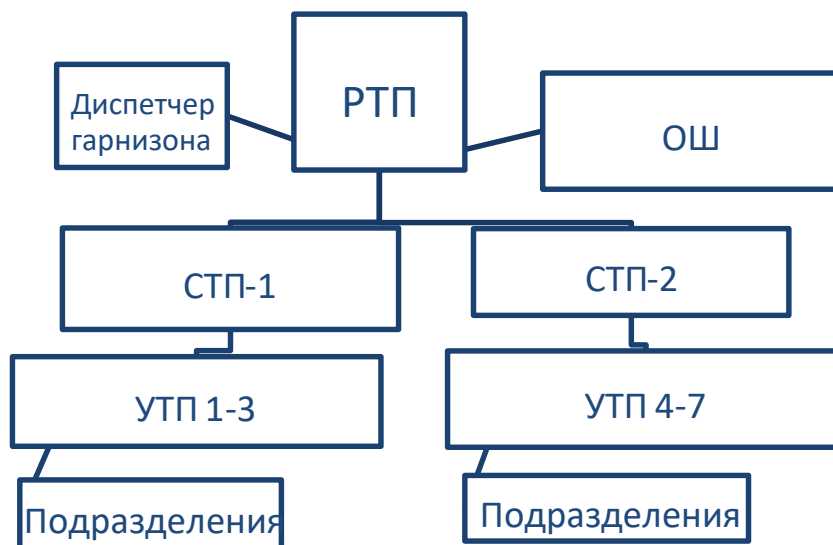 РТП
Диспетчер
гарнизона
ОШ
СТП-1
СТП-2
УТП 1-3
УТП 4-7
Подразделения
Подразделения